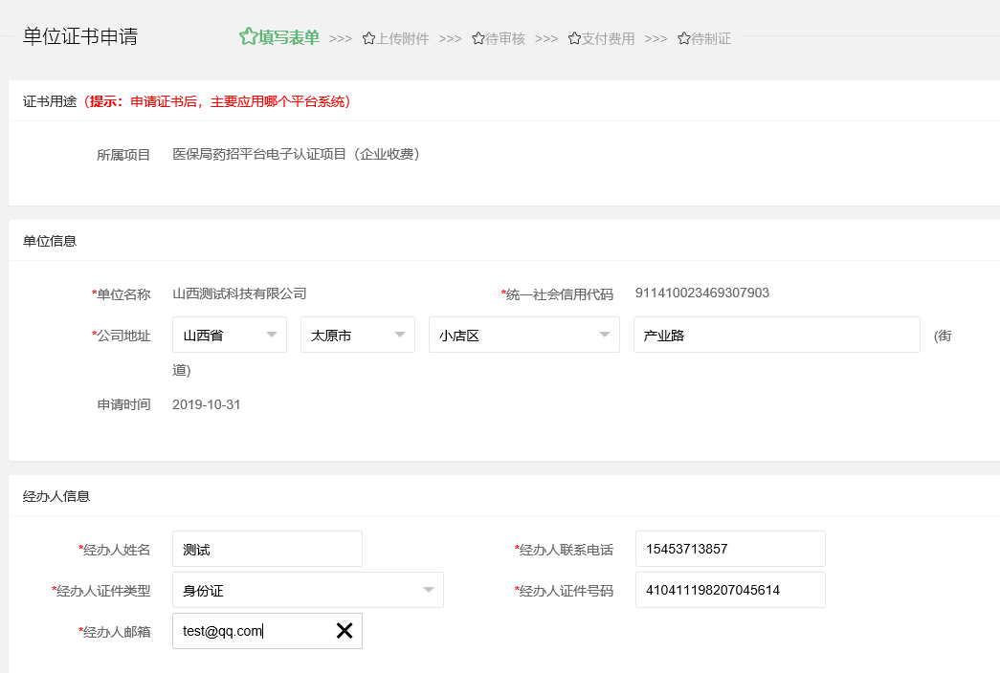 单位证书申请 填写表单 >>> 上传附件 >>> 待审核 >>> 支付费用 >>> 待制证
证书用途（提示：申请证书后，主要应用哪个平台系统）
所属项目 医保局药招平台电子认证项目（企业收费）
单位信息
*单位名称 山西测试科技有限公司 *统一社会信用代码 911410023469307903
*公司地址 山西省 太原市 小店区 产业路 (街
道)
申请时间 2019-10-31
经办人信息
*经办人姓名 测试 *经办人联系电话 15453713857
*经办人证件类型 身份证 *经办人证件号码 410411198207045614
*经办人邮箱 test@qq.com